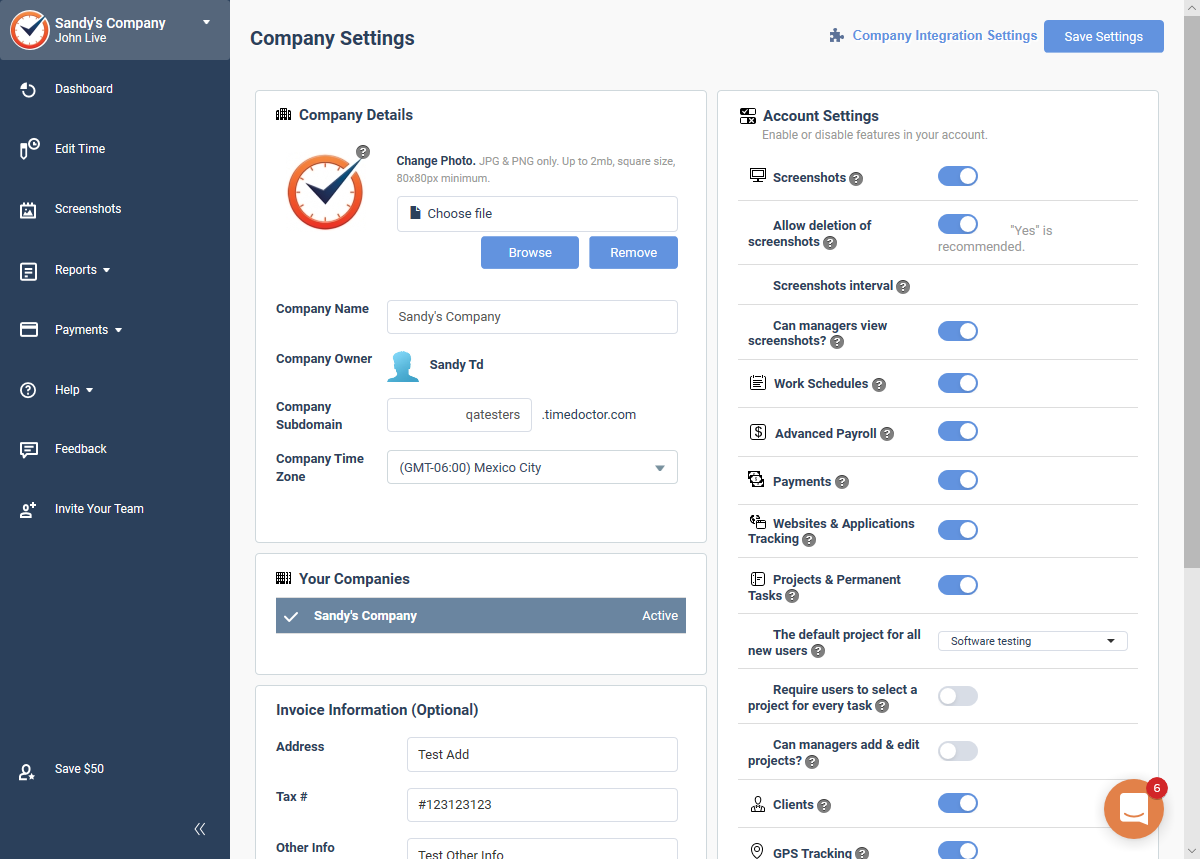 Sandy's Company
John Live
Dashboard
Edit Time
Screenshots
Reports
Payments
Help
Feedback
Invite Your Team
Save $50
Company Settings
Company Integration Settings
Save Settings
Company Details
Change Photo. JPG & PNG only. Up to 2mb, square size,
80x80px minimum.
Choose file
Browse
Remove
Company Name
Sandy's Company
Company Owner
Sandy Td
Company
Subdomain
qatesters
.timedoctor.com
Company Time
Zone
(GMT-06:00) Mexico City
Your Companies
Sandy's Company
Active
Invoice Information (Optional)
Address
Test Add
Tax #
#123123123
Other Info
Test Other Info
Account Settings
Enable or disable features in your account.
Screenshots ?
Allow deletion of
screenshots ?
"Yes" is
recommended.
Screenshots interval ?
Can managers view
screenshots? ?
Work Schedules ?
Advanced Payroll ?
Payments ?
Websites & Applications
Tracking ?
Projects & Permanent
Tasks ?
The default project for all
new users ?
Software testing
Require users to select a
project for every task ?
Can managers add & edit
projects? ?
Clients ?
GPS Tracking ?
6